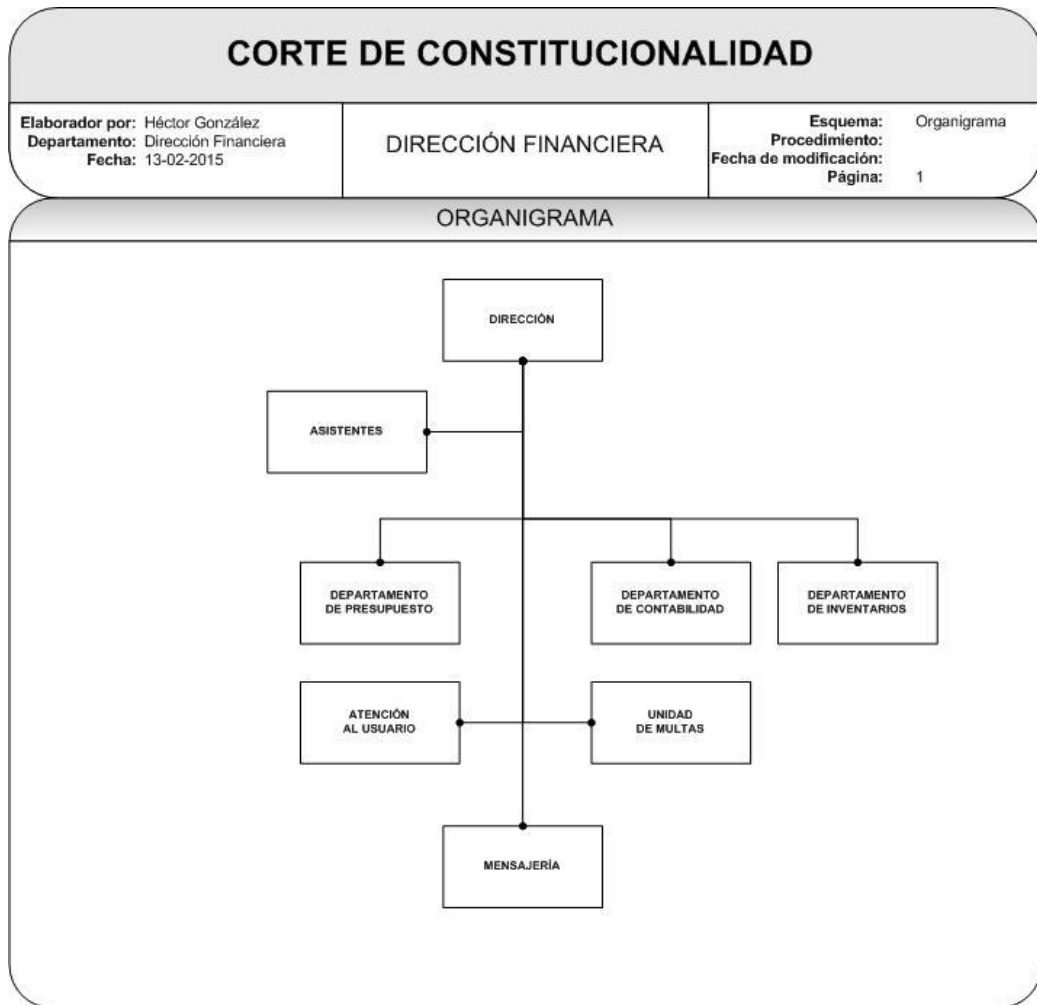 CORTE DE CONSTITUCIONALIDAD
Elaborador por: Héctor González
Departamento: Dirección Financiera
Fecha: 13-02-2015
DIRECCIÓN FINANCIERA
Esquema: Organigrama
Procedimiento:
Fecha de modificación:
Página: 1
ORGANIGRAMA
DIRECCIÓN
ASISTENTES
DEPARTAMENTO
DE PRESUPUESTO
DEPARTAMENTO
DE CONTABILIDAD
DEPARTAMENTO
DE INVENTARIOS
ATENCIÓN
AL USUARIO
UNIDAD
DE MULTAS
MENSAJERÍA